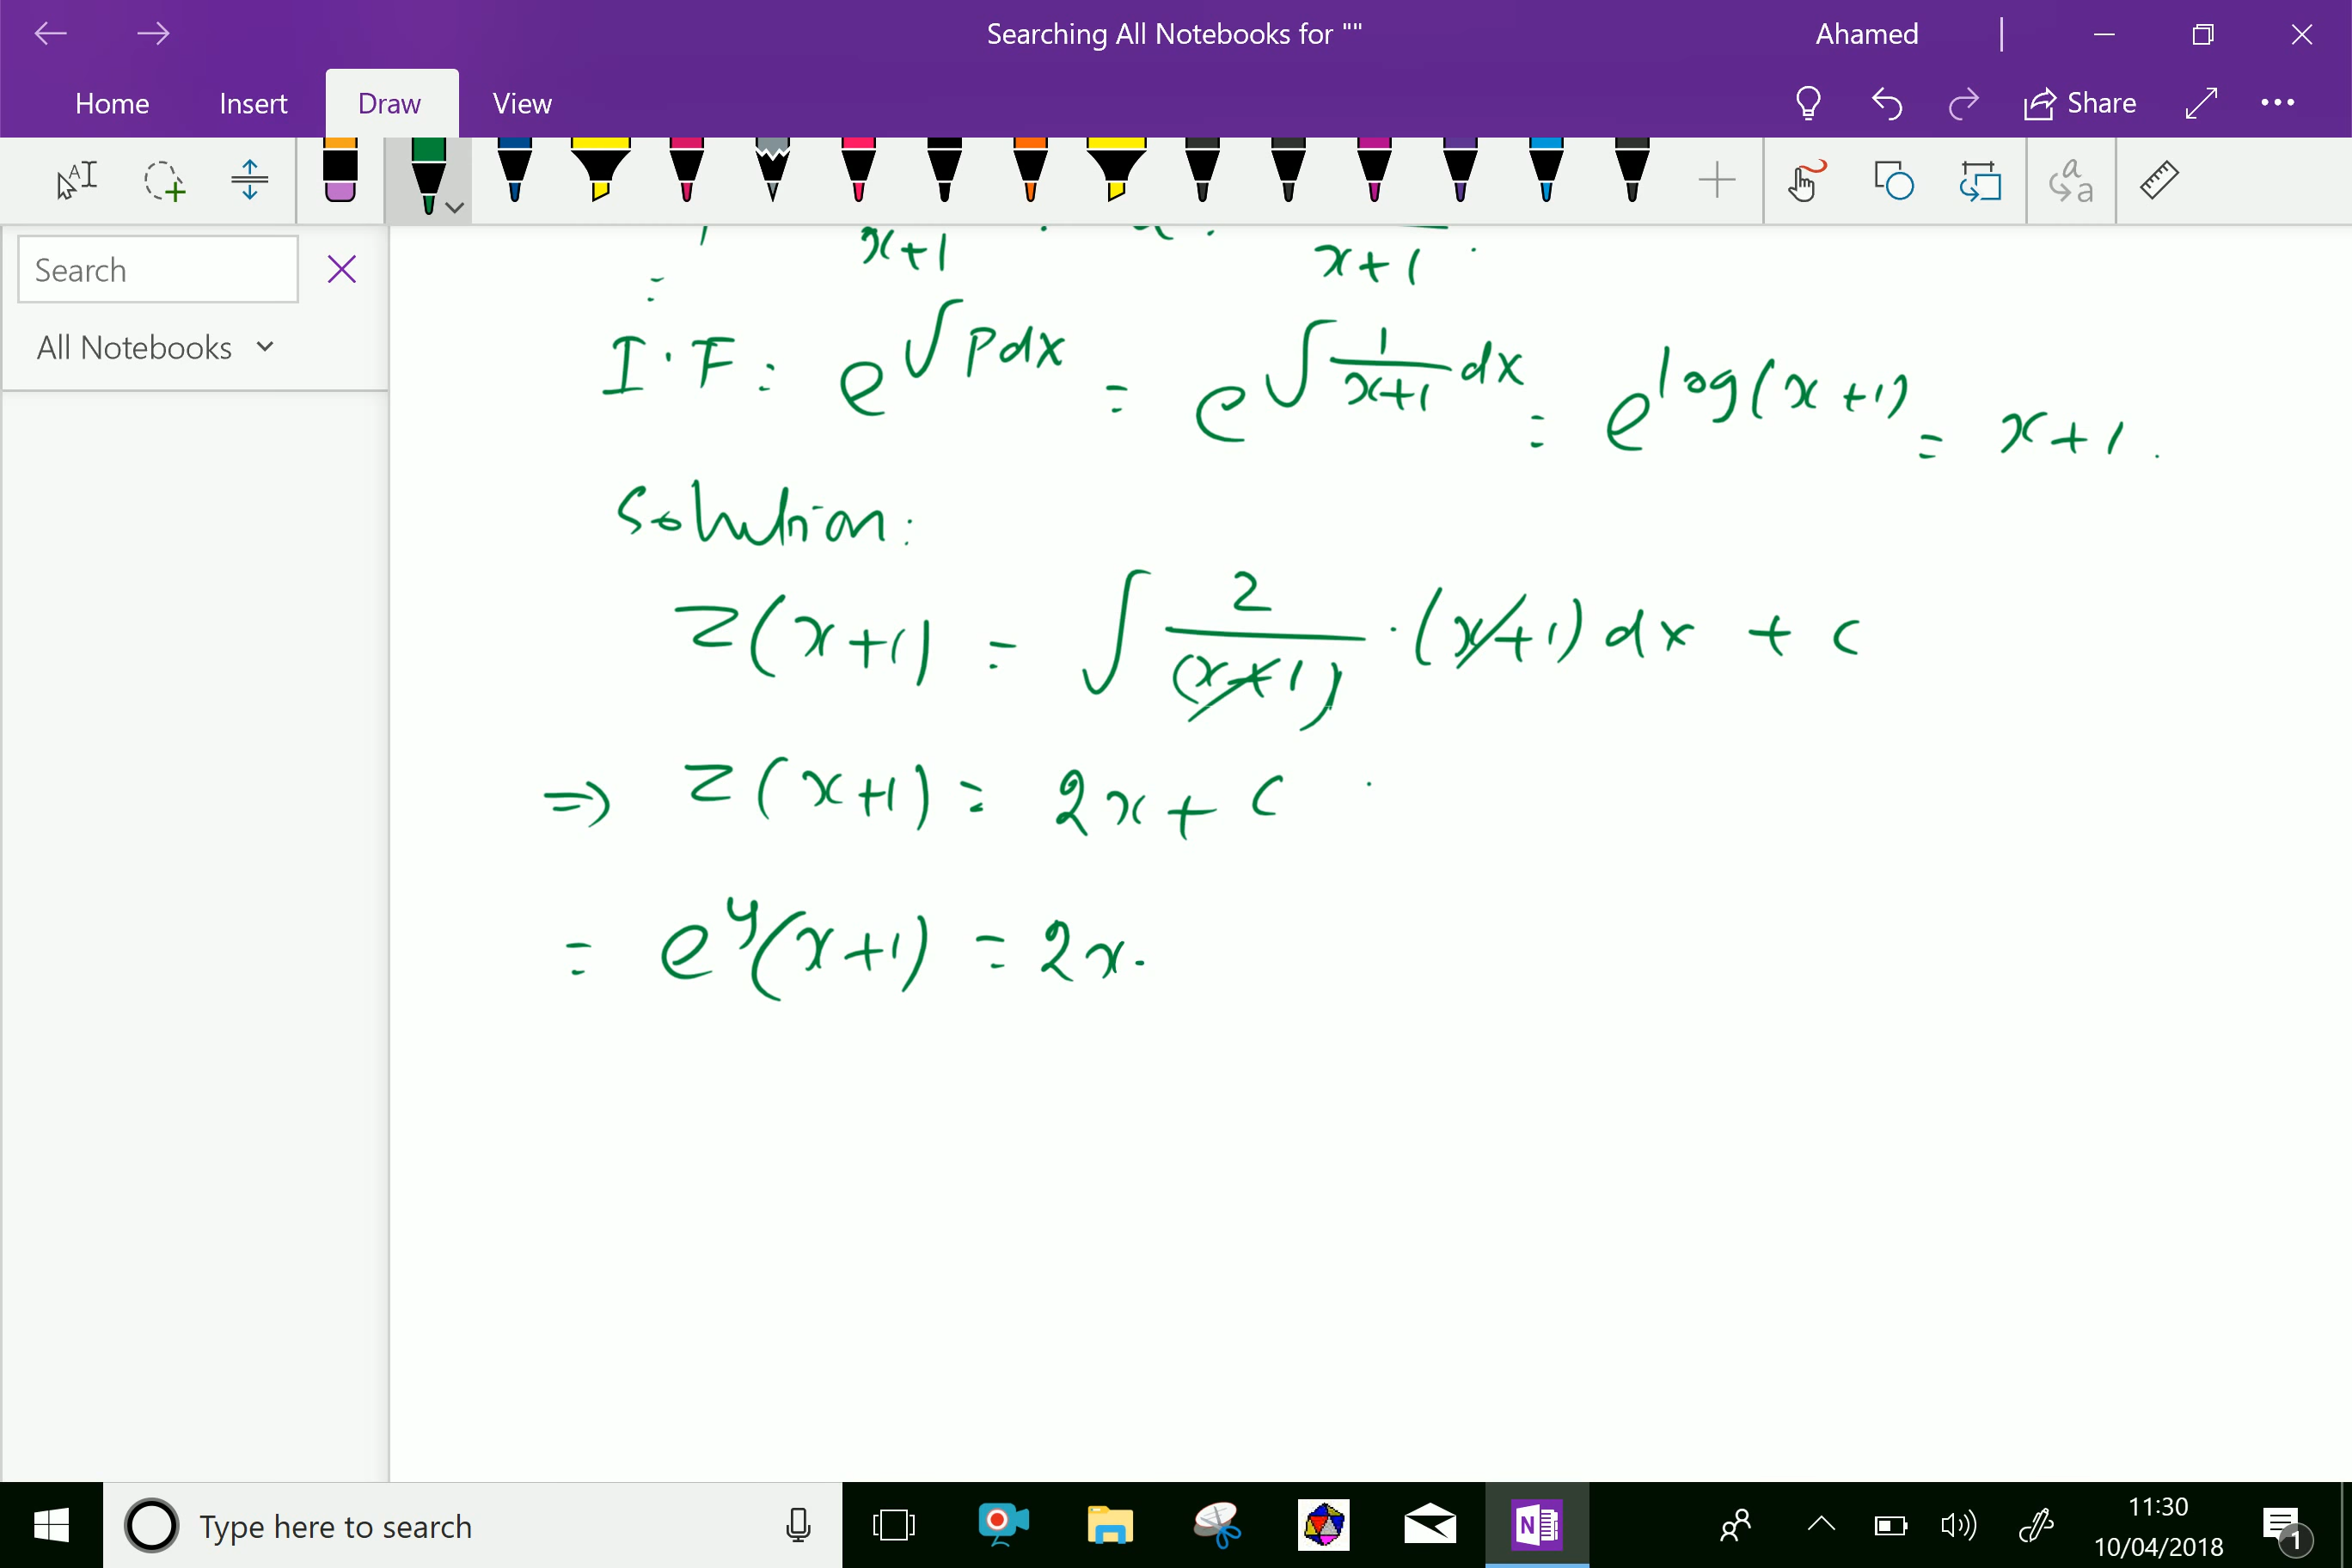 Searching All Notebooks for ""
Ahamed
Home Insert Draw View
Share
Search
All Notebooks
x+1 x+1 .
I.F: e^∫Pdx = e^∫ 1/(x+1) dx = e^log(x+1) = x+1.
Solution:
z(x+1) = ∫ 2/(x+1) · (x+1) dx + c
⇒ z(x+1) = 2x + c
= e^y(x+1) = 2x.
Type here to search
11:30
10/04/2018
1